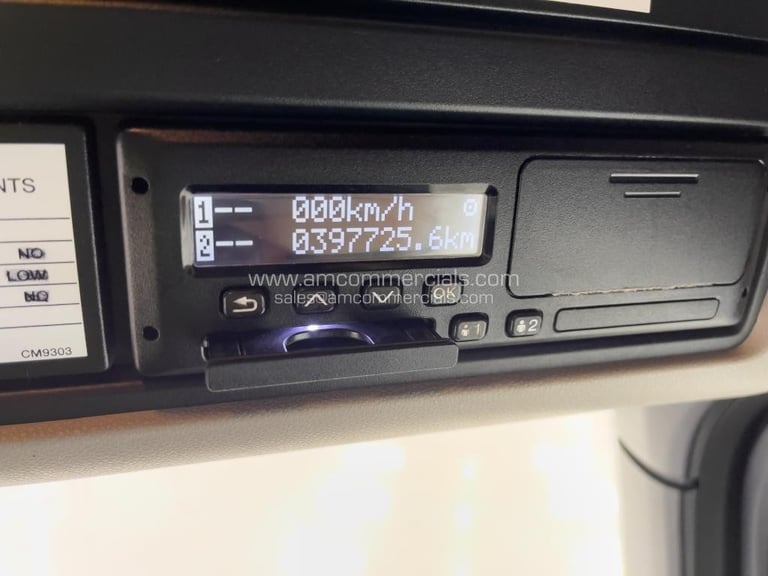 NTS
NO
LOW
NO
CM9303
1-- 000km/h
2-- 0397725.6km
www.amcommercials.com
sales@amcommercials.com
OK
1
2